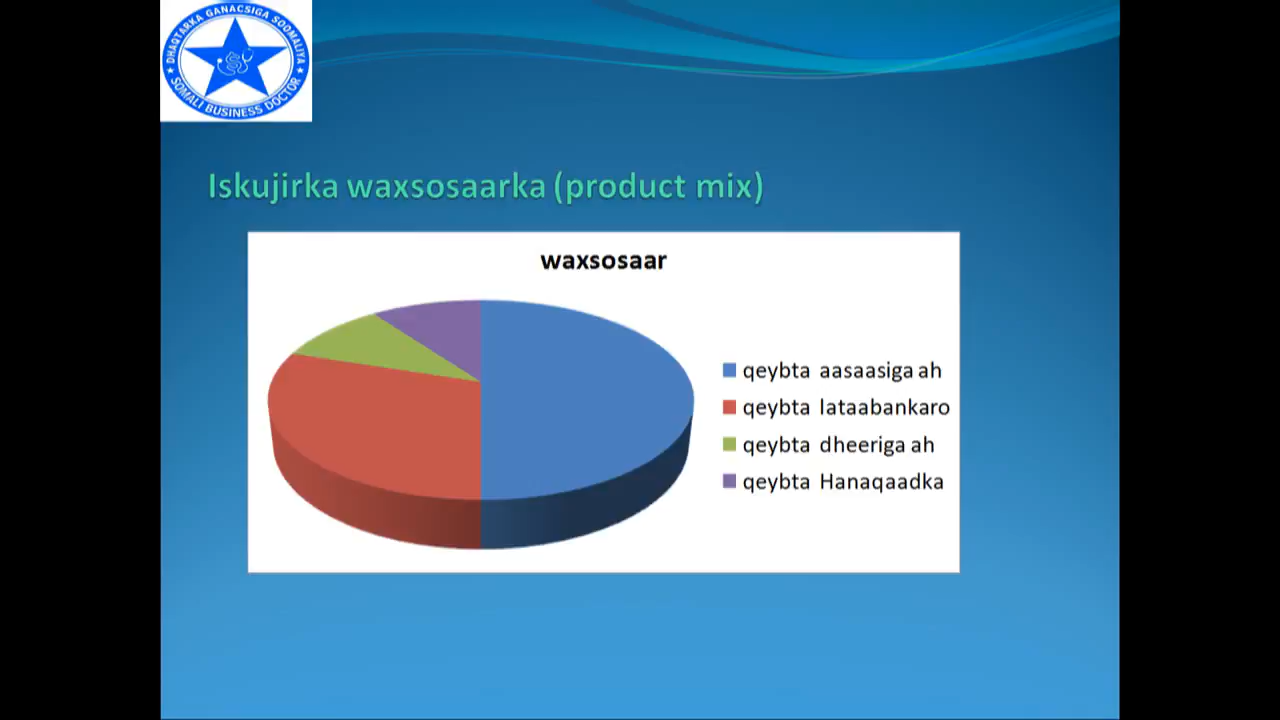 DHAQTARKA GANACSIGA SOOMALIYA
SOMALI BUSINESS DOCTOR
Iskujirka waxsosaarka (product mix)
waxsosaar
qeybta aasaasiga ah
qeybta lataabankaro
qeybta dheeriga ah
qeybta Hanaqaadka